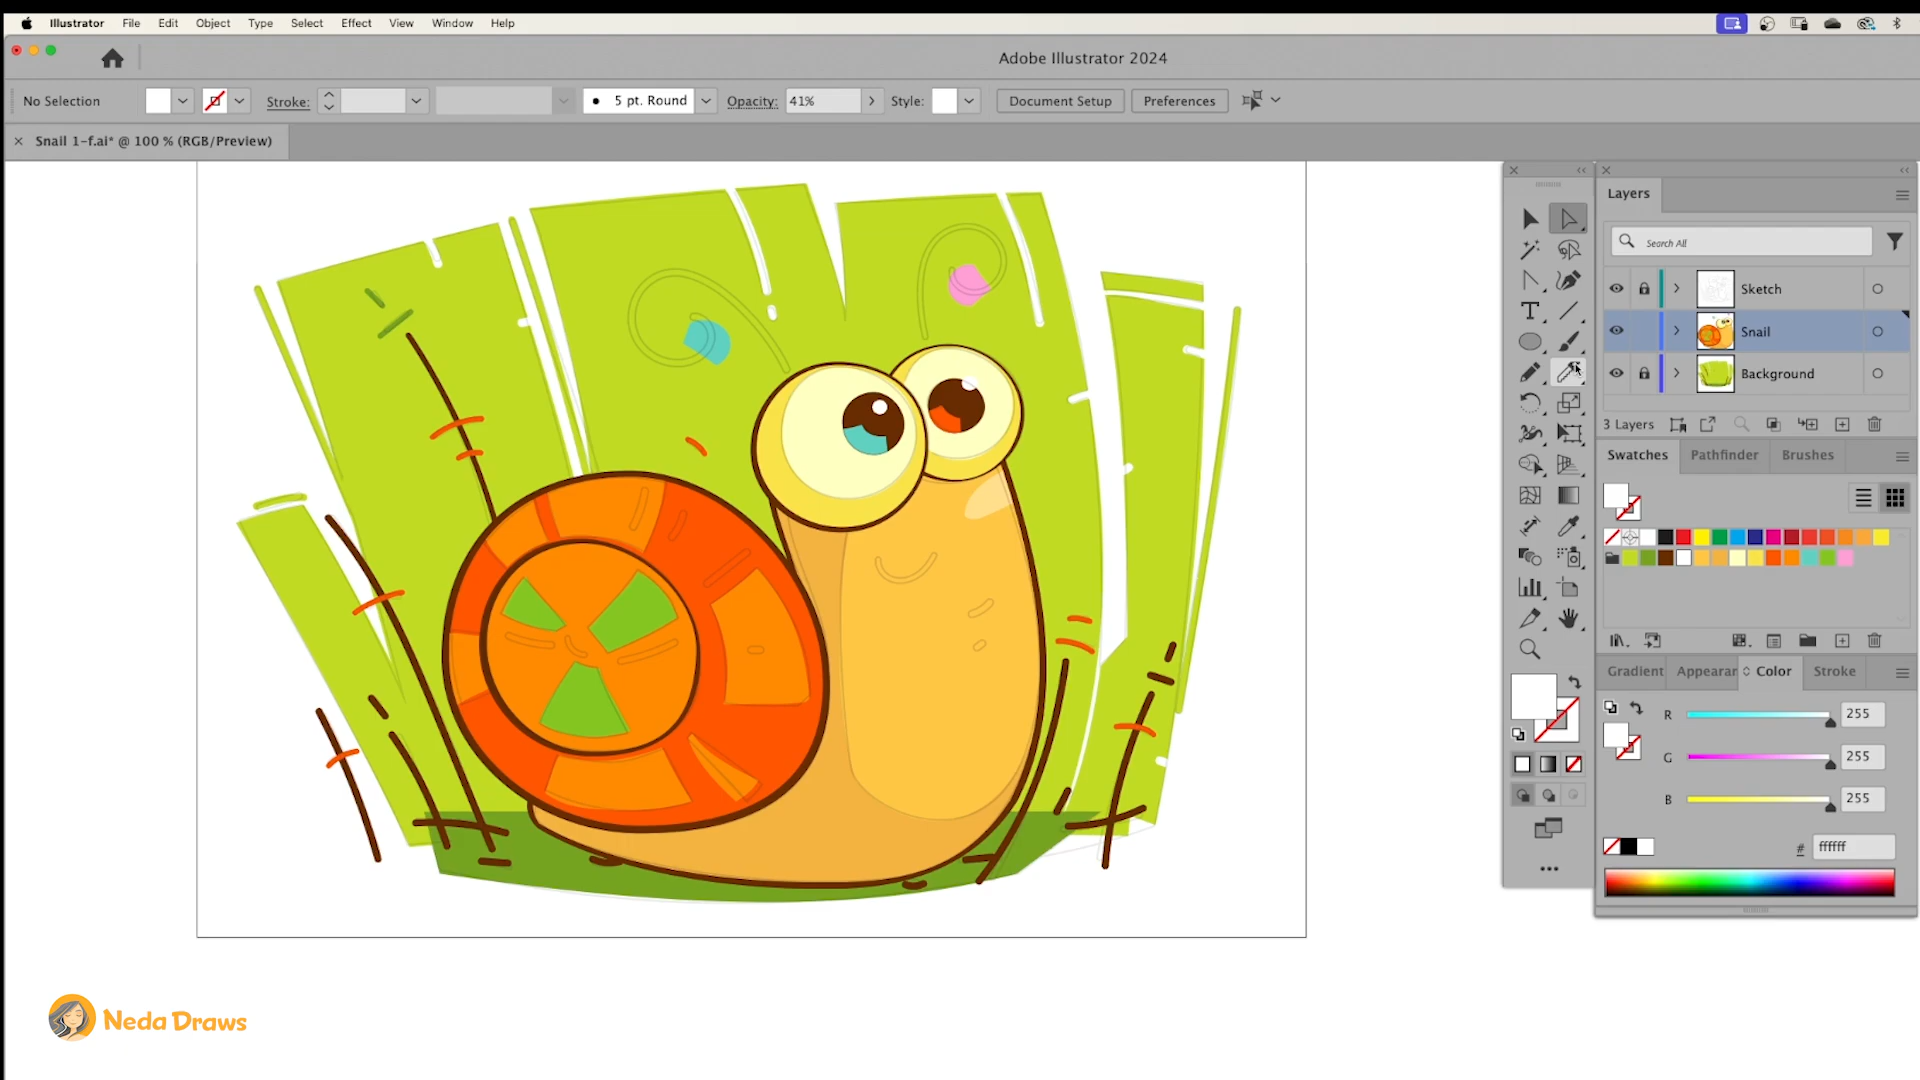 Illustrator File Edit Object Type Select Effect View Window Help
Adobe Illustrator 2024
No Selection Stroke: 5 pt. Round Opacity: 41% Style: Document Setup Preferences
Snail 1-f.ai* @ 100 % (RGB/Preview)
Layers
Search All
Sketch
Snail
Background
3 Layers
Swatches Pathfinder Brushes
Gradient Appearar Color Stroke
R 255
G 255
B 255
# ffffff
Neda Draws